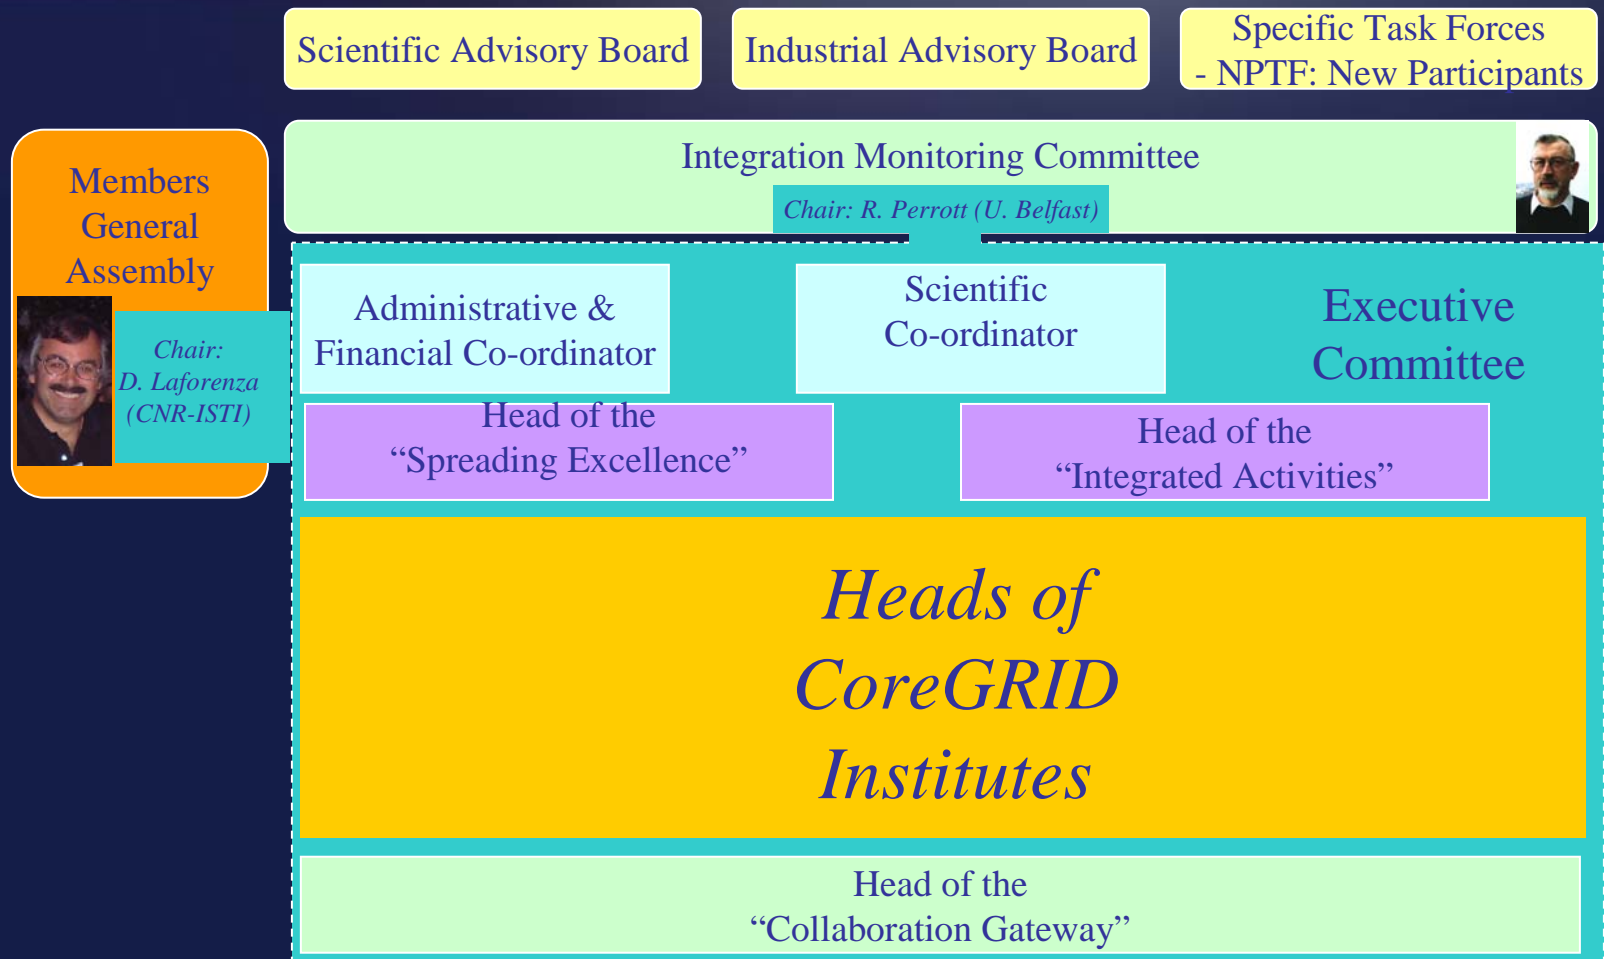 Scientific Advisory Board
Industrial Advisory Board
Specific Task Forces
- NPTF: New Participants
Integration Monitoring Committee
Chair: R. Perrott (U. Belfast)
Members
General
Assembly
Chair:
D. Laforenza
(CNR-ISTI)
Administrative &
Financial Co-ordinator
Scientific
Co-ordinator
Executive
Committee
Head of the
“Spreading Excellence”
Head of the
“Integrated Activities”
Heads of
CoreGRID
Institutes
Head of the
“Collaboration Gateway”